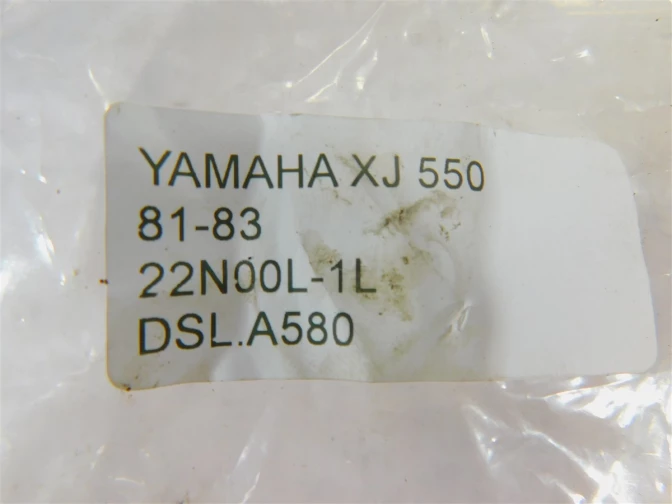 YAMAHA XJ 550
81-83
22N00L-1L
DSL.A580